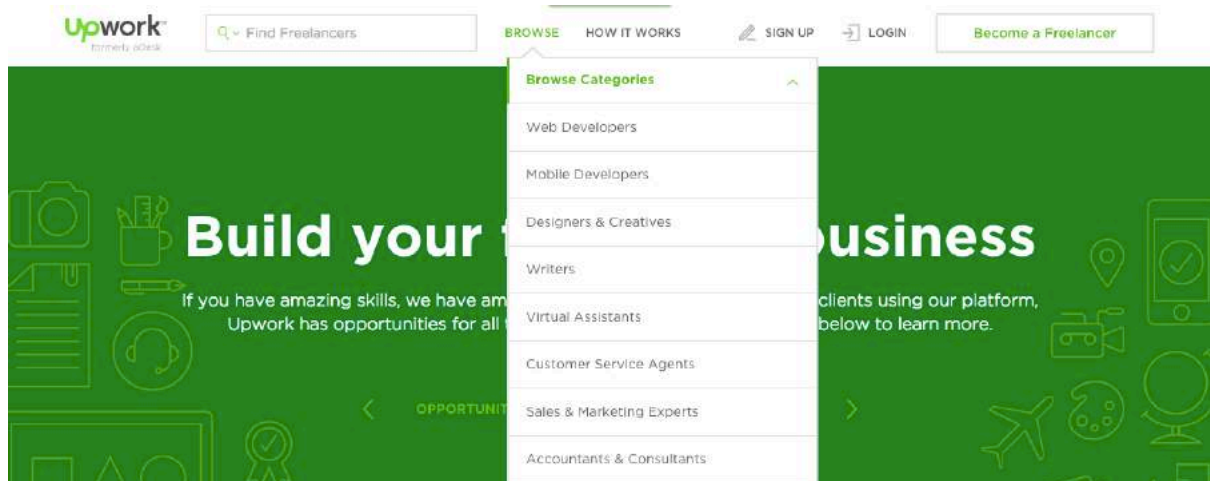 Upwork
formerly oDesk
Find Freelancers
BROWSE
HOW IT WORKS
SIGN UP
LOGIN
Become a Freelancer
Browse Categories
Web Developers
Mobile Developers
Designers & Creatives
Writers
Virtual Assistants
Customer Service Agents
Sales & Marketing Experts
Accountants & Consultants
Build your
usiness
If you have amazing skills, we have am
clients using our platform,
Upwork has opportunities for all
below to learn more.
OPPORTUNIT